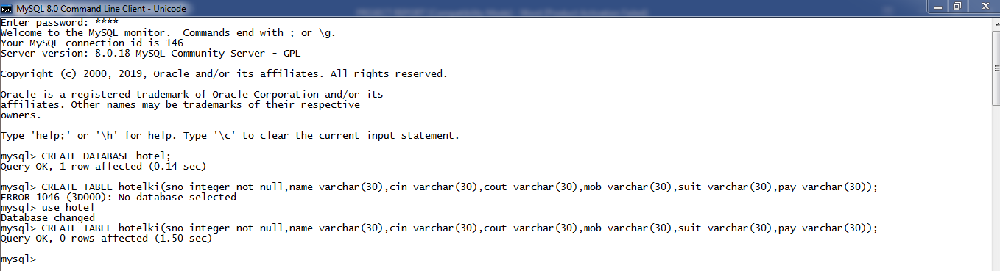 MySQL 8.0 Command Line Client - Unicode
Enter password: ****
Welcome to the MySQL monitor.  Commands end with ; or \g.
Your MySQL connection id is 146
Server version: 8.0.18 MySQL Community Server - GPL
Copyright (c) 2000, 2019, Oracle and/or its affiliates. All rights reserved.
Oracle is a registered trademark of Oracle Corporation and/or its
affiliates. Other names may be trademarks of their respective
owners.
Type 'help;' or '\h' for help. Type '\c' to clear the current input statement.
mysql> CREATE DATABASE hotel;
Query OK, 1 row affected (0.14 sec)
mysql> CREATE TABLE hotelki(sno integer not null,name varchar(30),cin varchar(30),cout varchar(30),mob varchar(30),suit varchar(30),pay varchar(30));
ERROR 1046 (3D000): No database selected
mysql> use hotel
Database changed
mysql> CREATE TABLE hotelki(sno integer not null,name varchar(30),cin varchar(30),cout varchar(30),mob varchar(30),suit varchar(30),pay varchar(30));
Query OK, 0 rows affected (1.50 sec)
mysql>